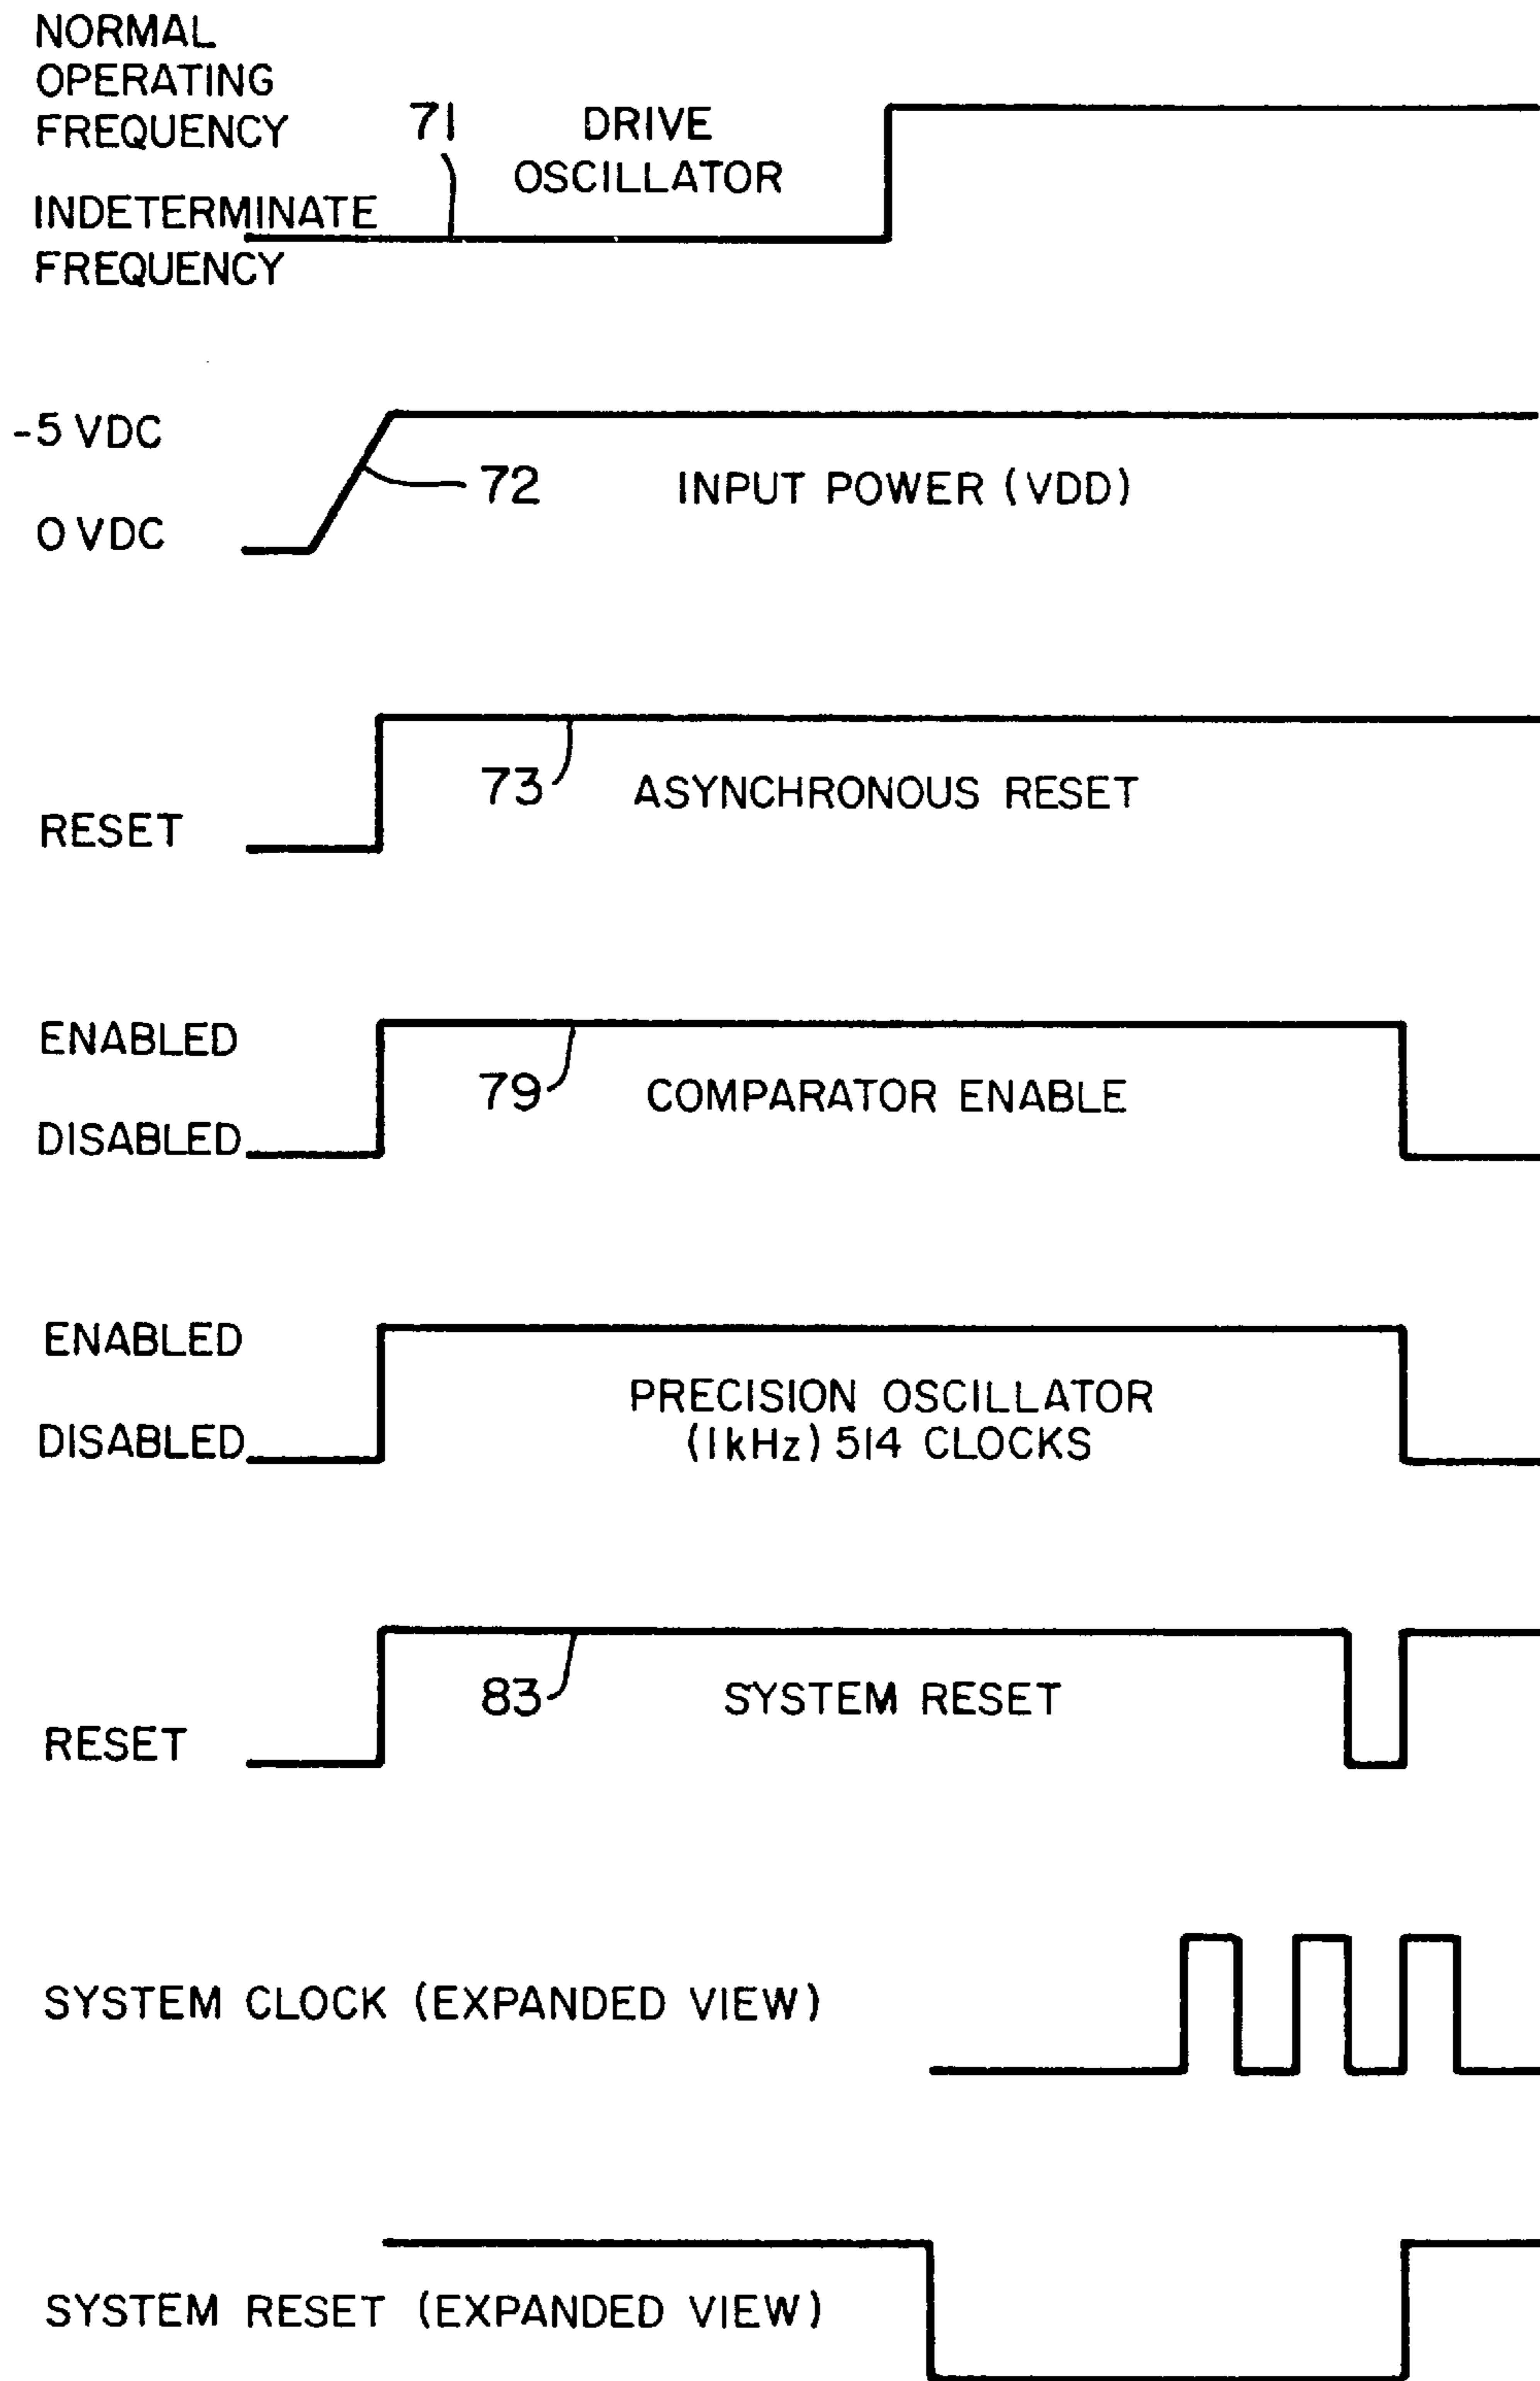 NORMAL
OPERATING
FREQUENCY
71
DRIVE
OSCILLATOR
INDETERMINATE
FREQUENCY
-5 VDC
72
INPUT POWER (VDD)
0 VDC
73
ASYNCHRONOUS RESET
RESET
ENABLED
79
COMPARATOR ENABLE
DISABLED
ENABLED
PRECISION OSCILLATOR
(1kHz) 514 CLOCKS
DISABLED
83
SYSTEM RESET
RESET
SYSTEM CLOCK (EXPANDED VIEW)
SYSTEM RESET (EXPANDED VIEW)